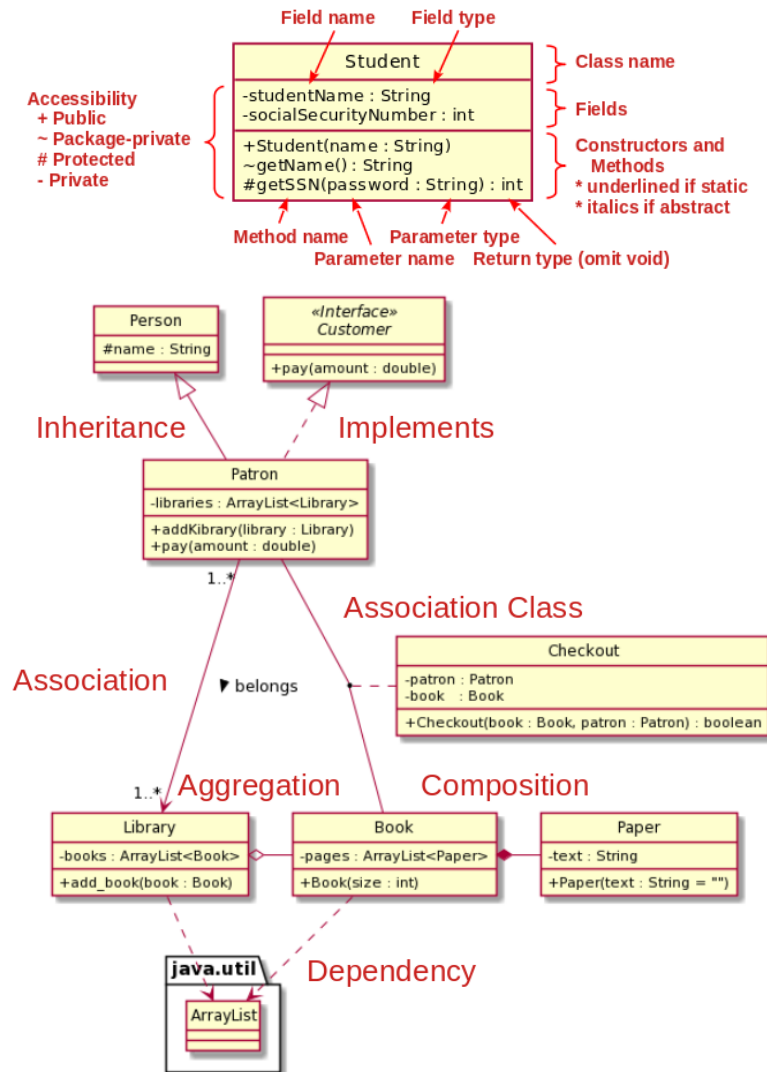 Field name
Field type
Student
Class name
-studentName : String
-socialSecurityNumber : int
Fields
Accessibility
+ Public
~ Package-private
# Protected
- Private
+Student(name : String)
~getName() : String
#getSSN(password : String) : int
Constructors and
Methods
* underlined if static
* italics if abstract
Method name
Parameter type
Parameter name
Return type (omit void)
Person
#name : String
«Interface»
Customer
+pay(amount : double)
Inheritance
Implements
Patron
-libraries : ArrayList<Library>
+addKibrary(library : Library)
+pay(amount : double)
1..*
Association Class
Checkout
-patron : Patron
-book : Book
+Checkout(book : Book, patron : Patron) : boolean
Association
belongs
Aggregation
Composition
1..*
Library
-books : ArrayList<Book>
+add_book(book : Book)
Book
-pages : ArrayList<Paper>
+Book(size : int)
Paper
-text : String
+Paper(text : String = "")
java.util
Dependency
ArrayList